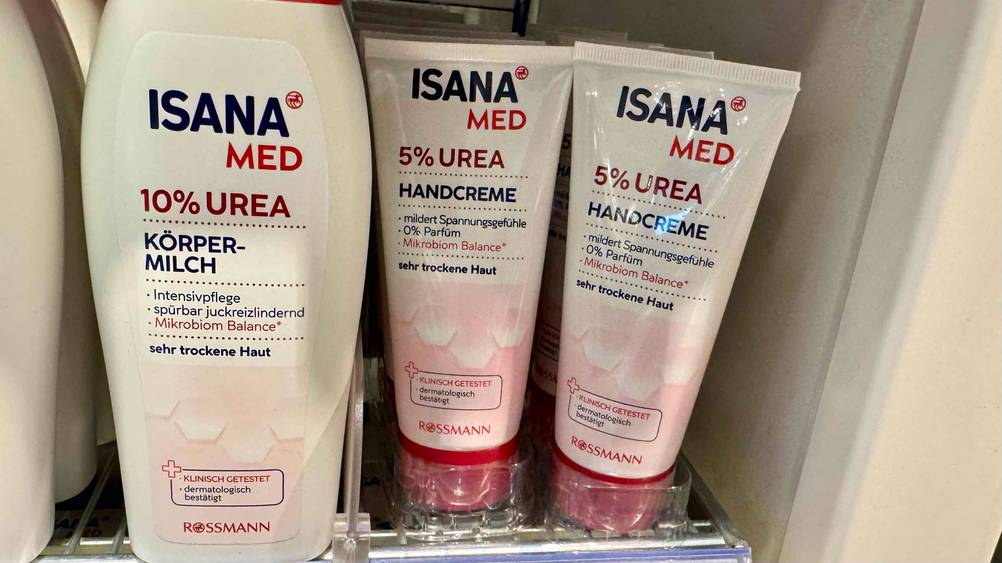 ISANA
MED
10% UREA
KÖRPER-
MILCH
· Intensivpflege
· spürbar juckreizlindernd
· Mikrobiom Balance*
sehr trockene Haut
· KLINISCH GETESTET
· dermatologisch
bestätigt
ROSSMANN
ISANA
MED
5% UREA
HANDCREME
· mildert Spannungsgefühle
· 0% Parfüm
· Mikrobiom Balance*
sehr trockene Haut
· KLINISCH GETESTET
· dermatologisch
bestätigt
ROSSMANN
ISANA
MED
5% UREA
HANDCREME
· mildert Spannungsgefühle
· 0% Parfüm
· Mikrobiom Balance*
sehr trockene Haut
· KLINISCH GETESTET
· dermatologisch
bestätigt
ROSSMANN